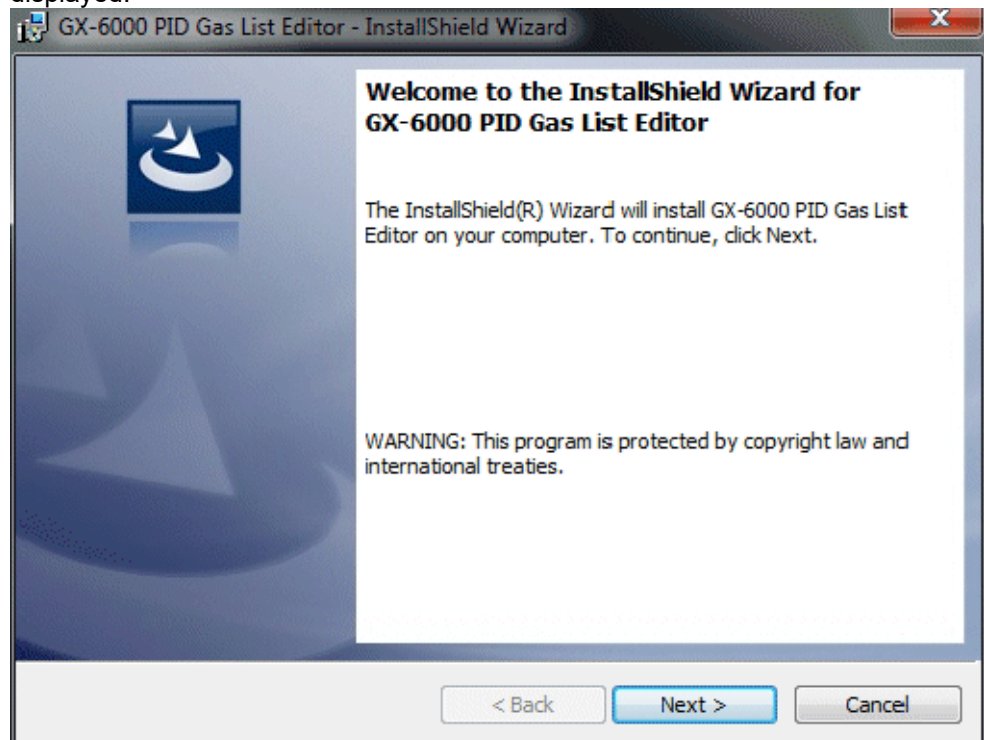 displayed.
GX-6000 PID Gas List Editor - InstallShield Wizard
Welcome to the InstallShield Wizard for
GX-6000 PID Gas List Editor
The InstallShield(R) Wizard will install GX-6000 PID Gas List
Editor on your computer. To continue, click Next.
WARNING: This program is protected by copyright law and
international treaties.
< Back
Next >
Cancel